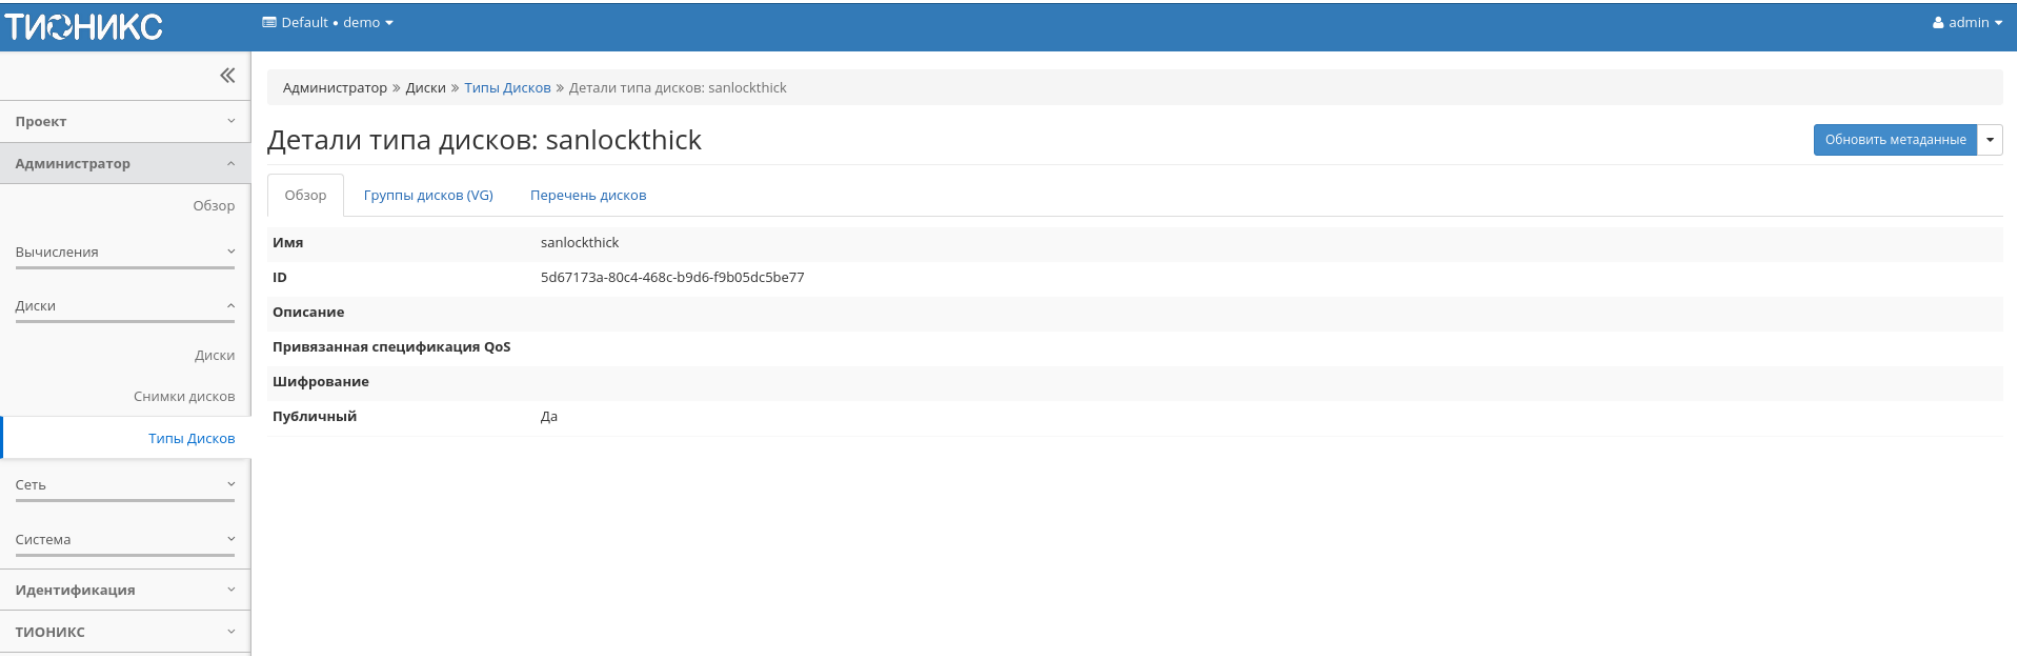 ТИОНИКС
Default • demo
admin
Проект
Администратор
Обзор
Вычисления
Диски
Диски
Снимки дисков
Типы Дисков
Сеть
Система
Идентификация
ТИОНИКС
Администратор » Диски » Типы Дисков » Детали типа дисков: sanlockthick
Детали типа дисков: sanlockthick
Обновить метаданные
Обзор Группы дисков (VG) Перечень дисков
Имя sanlockthick
ID 5d67173a-80c4-468c-b9d6-f9b05dc5be77
Описание
Привязанная спецификация QoS
Шифрование
Публичный Да